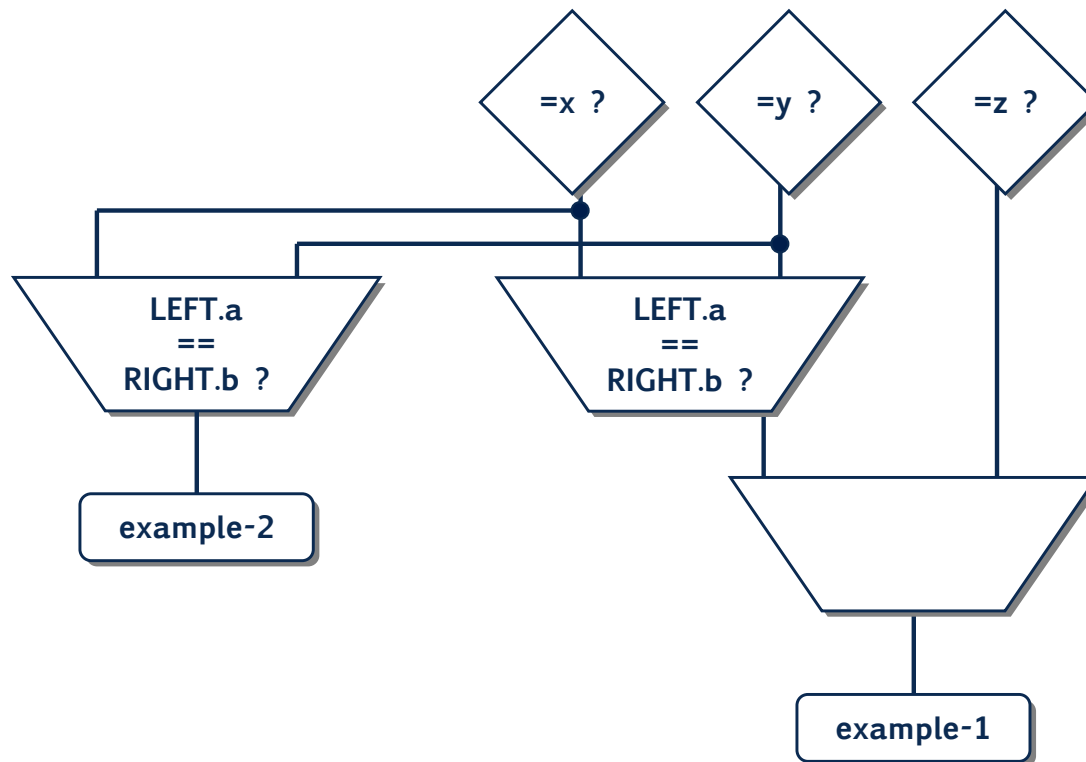 =x ?
=y ?
=z ?
LEFT.a
==
RIGHT.b ?
LEFT.a
==
RIGHT.b ?
example-2
example-1